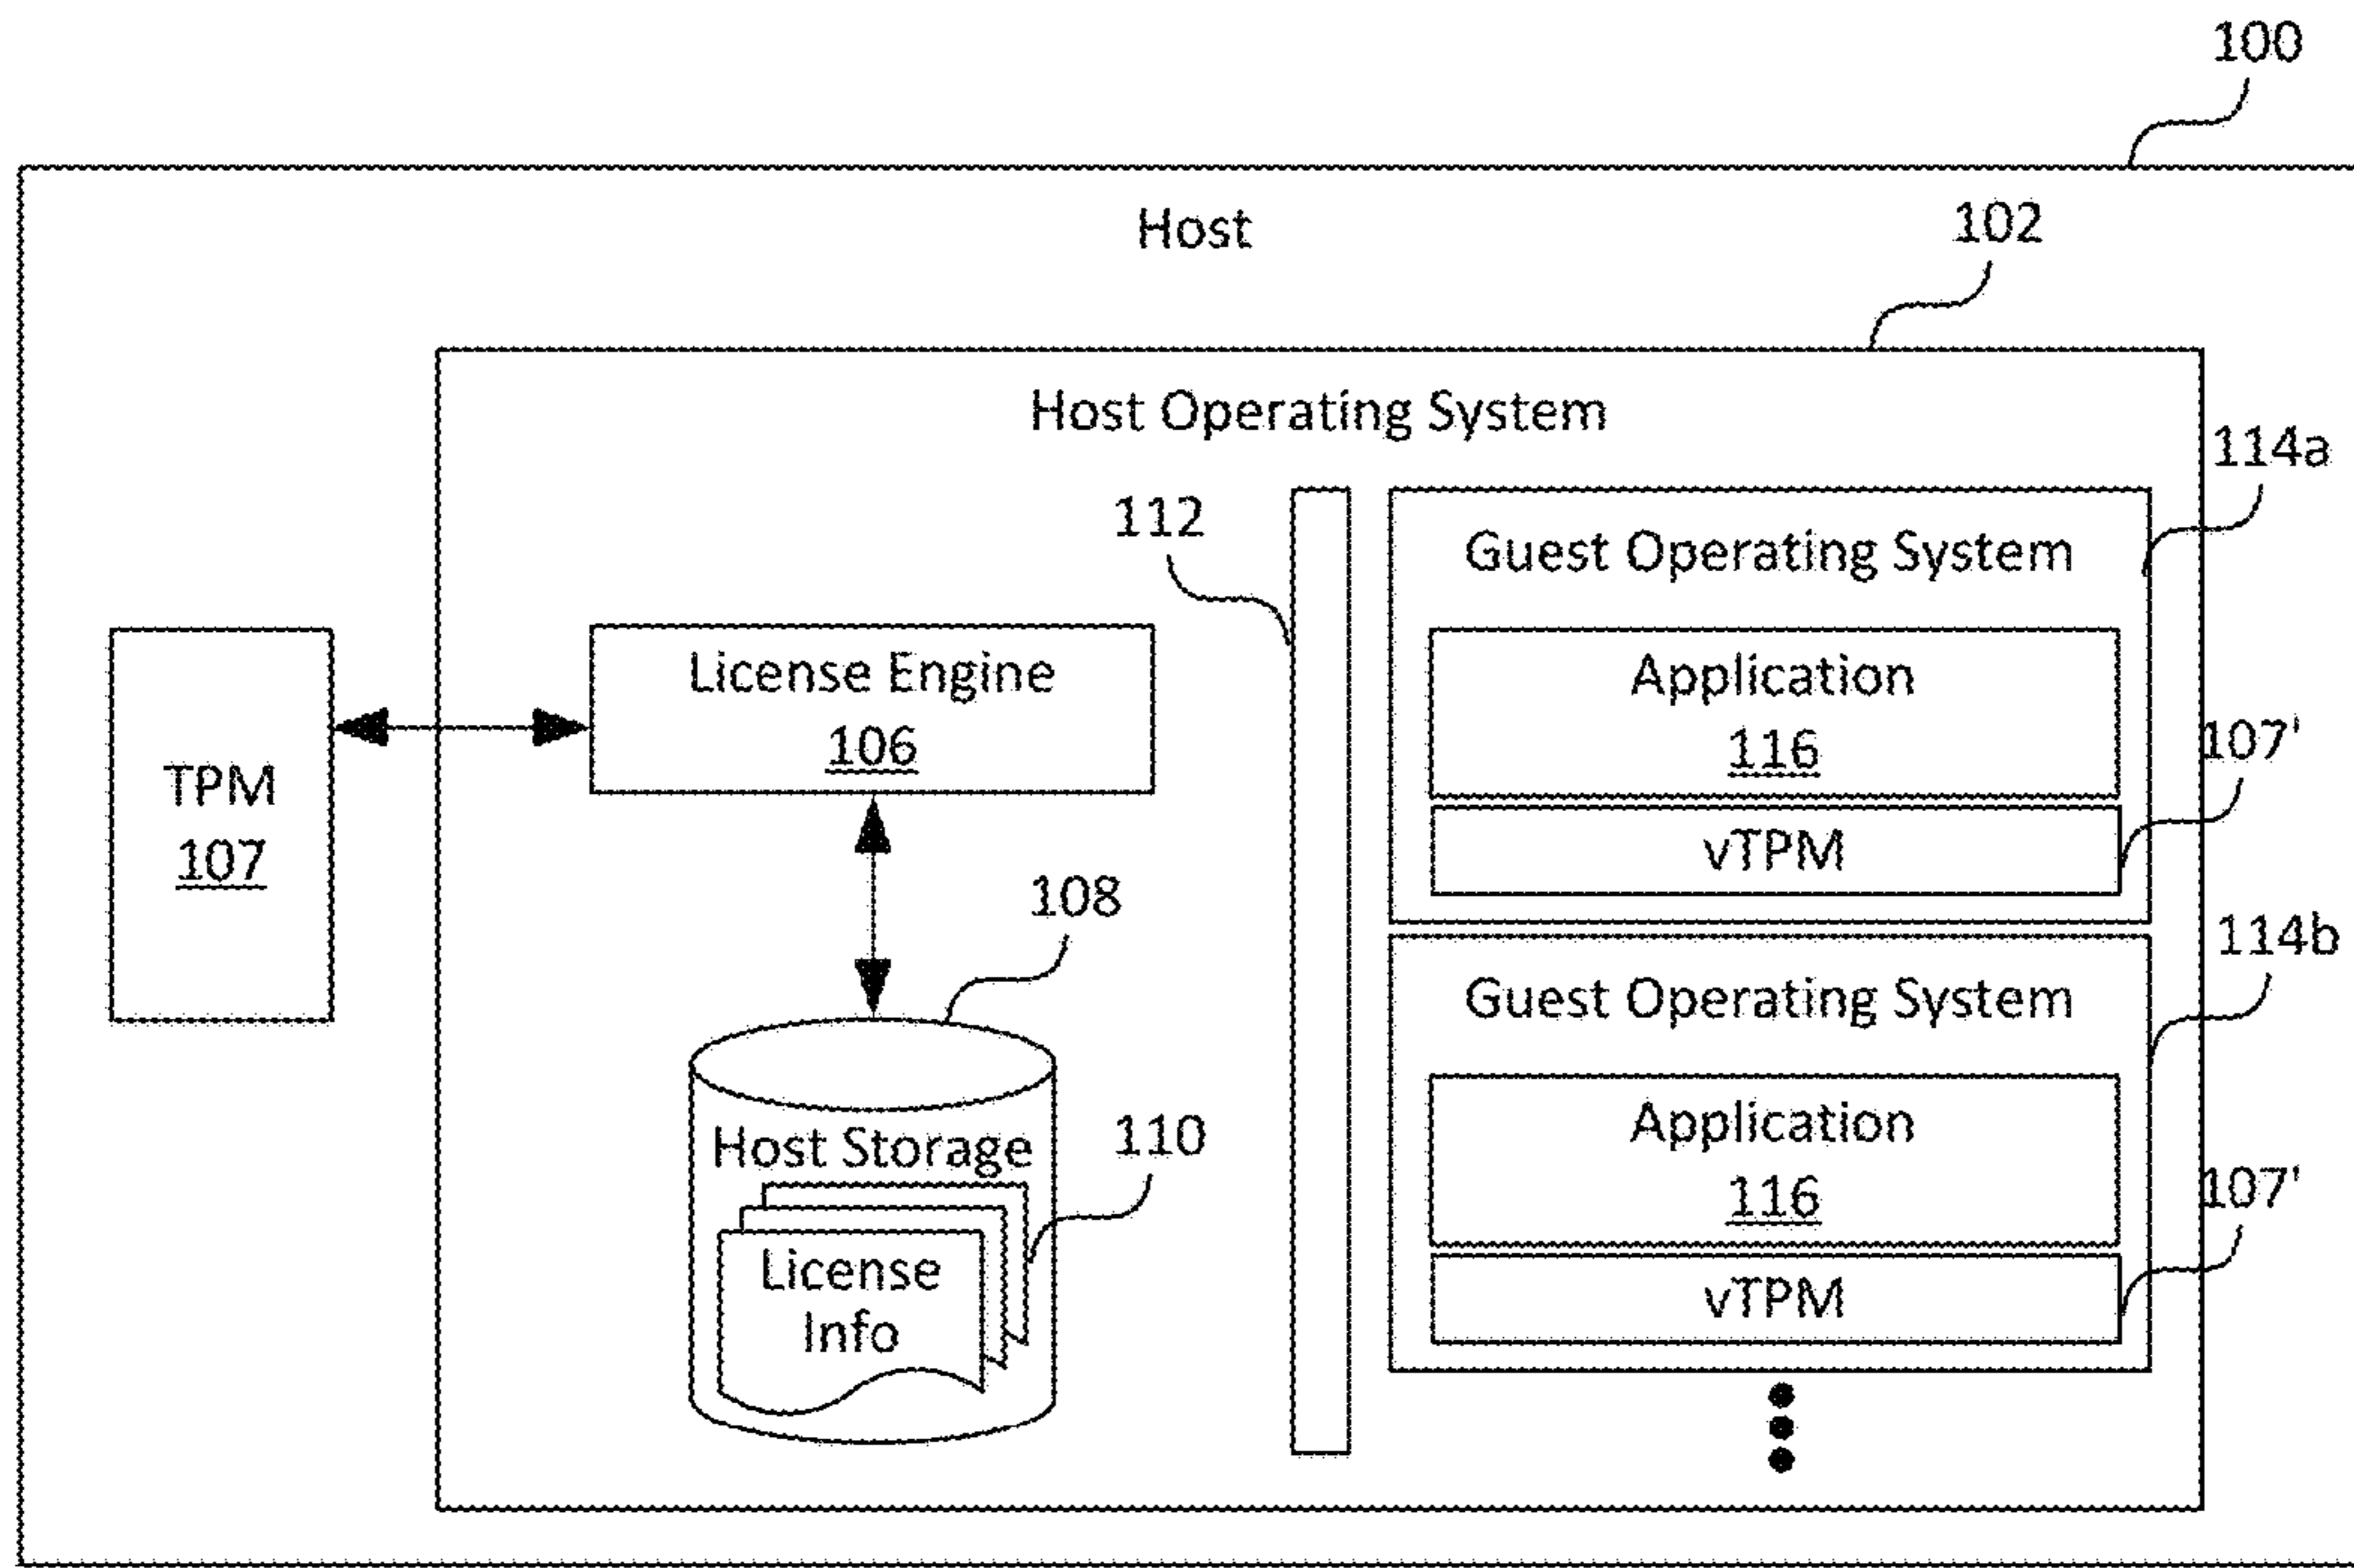 100
Host
102
Host Operating System
114a
112
Guest Operating System
License Engine
106
Application
116
107'
TPM
107
vTPM
108
114b
Guest Operating System
Host Storage
110
Application
116
107'
License
Info
vTPM